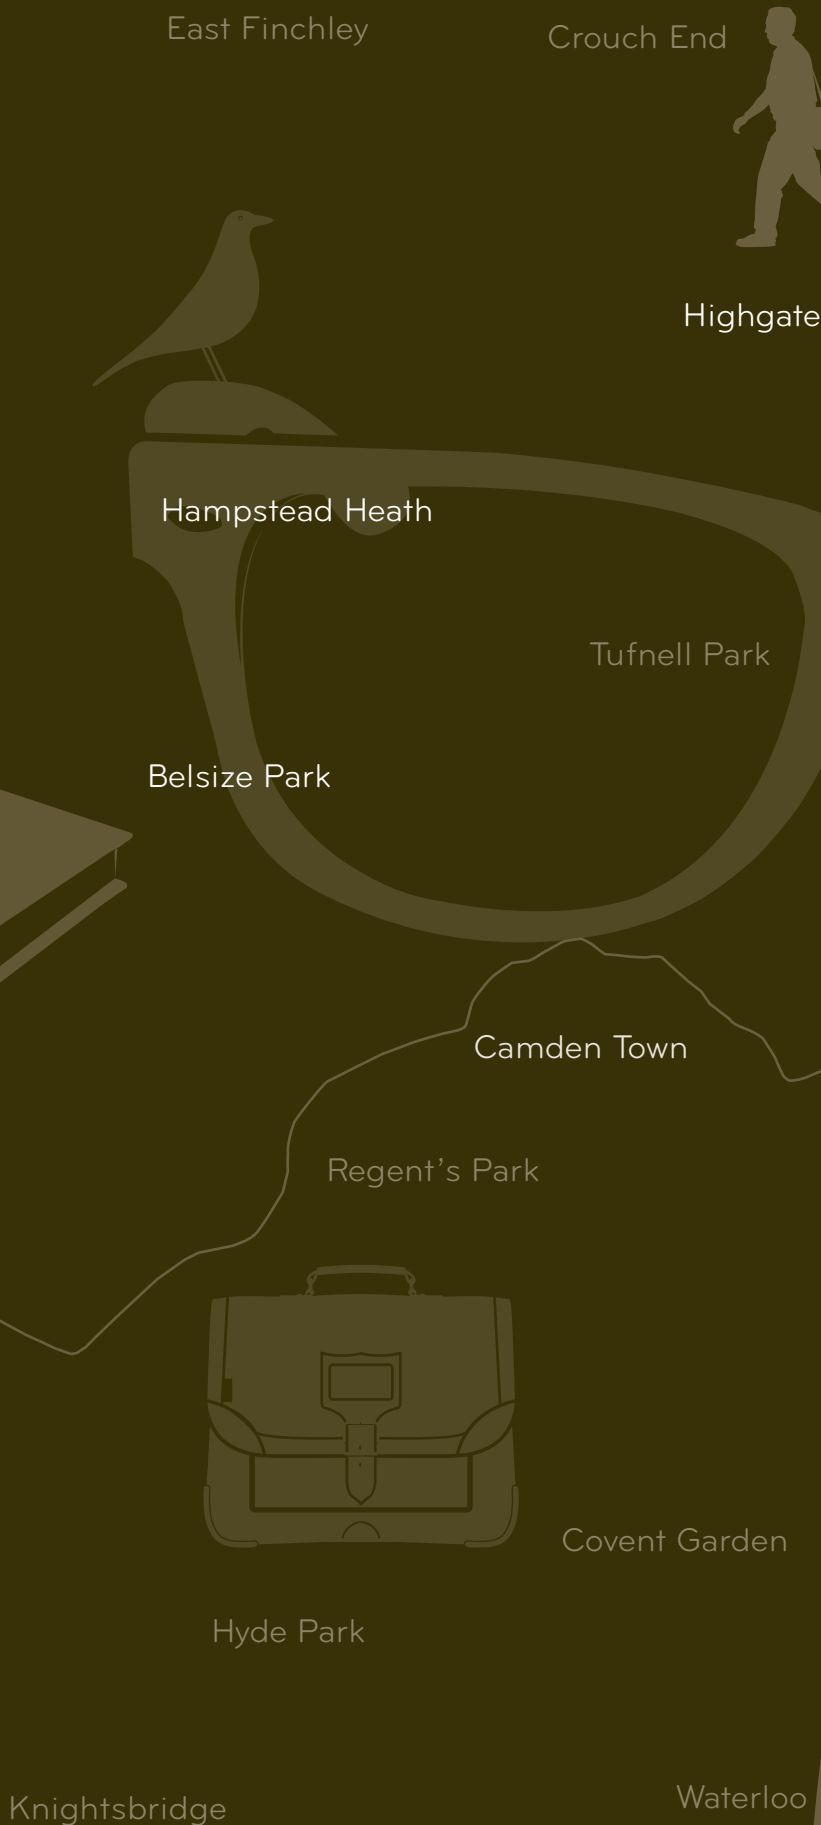 East Finchley
Crouch End
Highgate
Hampstead Heath
Tufnell Park
Belsize Park
Camden Town
Regent’s Park
Covent Garden
Hyde Park
Waterloo
Knightsbridge